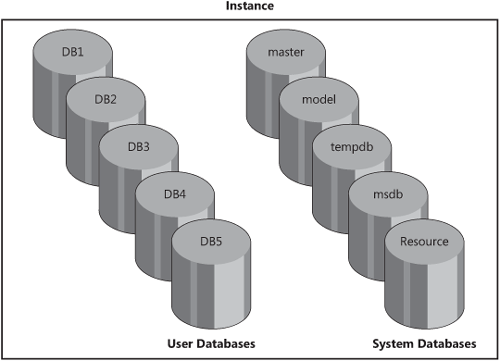 Instance
DB1
DB2
DB3
DB4
DB5
User Databases
master
model
tempdb
msdb
Resource
System Databases